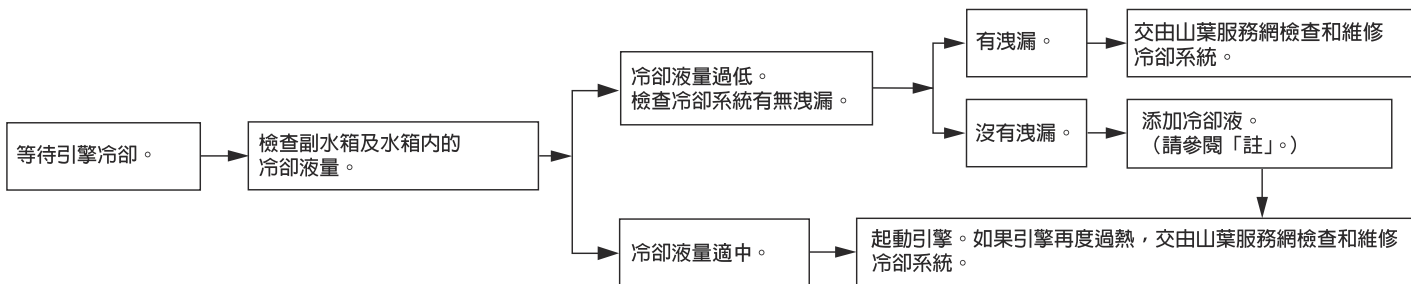 等待引擎冷卻。
檢查副水箱及水箱内的
冷卻液量。
冷卻液量過低。
檢查冷卻系統有無洩漏。
有洩漏。
交由山葉服務網檢查和維修
冷卻系統。
沒有洩漏。
添加冷卻液。
（請參閱「註」。）
冷卻液量適中。
起動引擎。如果引擎再度過熱，交由山葉服務網檢查和維修
冷卻系統。